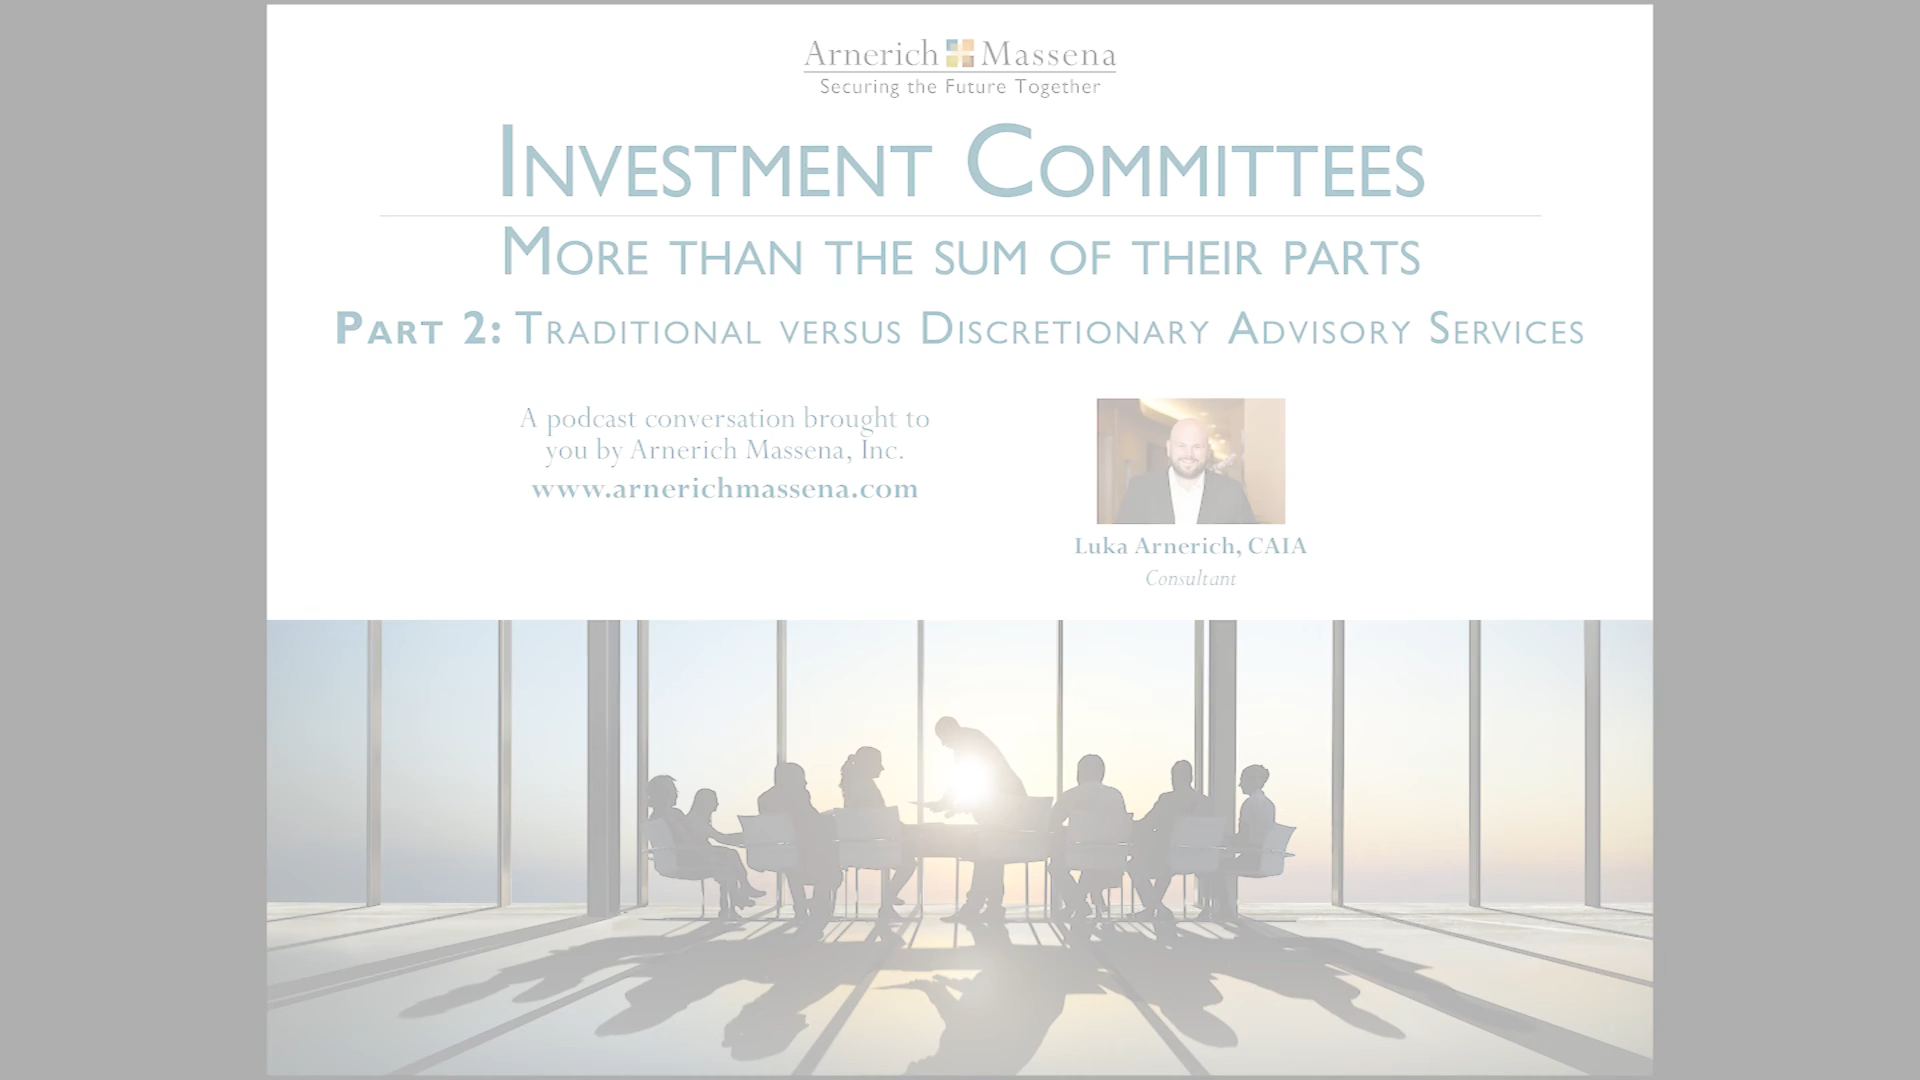 Arnerich Massena
Securing the Future Together
INVESTMENT COMMITTEES
MORE THAN THE SUM OF THEIR PARTS
PART 2: TRADITIONAL VERSUS DISCRETIONARY ADVISORY SERVICES
A podcast conversation brought to
you by Arnerich Massena, Inc.
www.arnerichmassena.com
Luka Arnerich, CAIA
Consultant